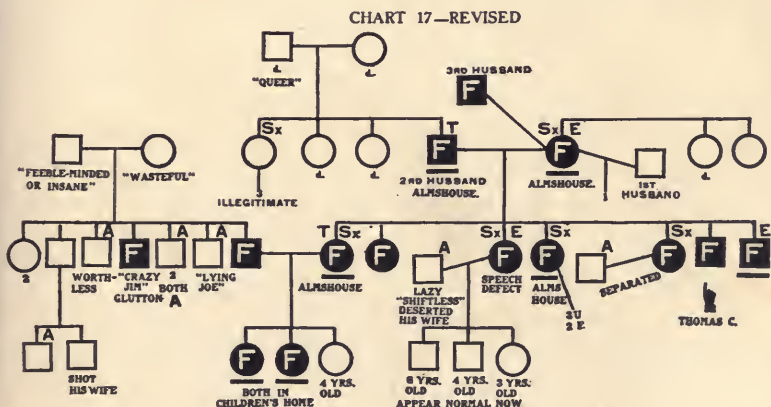 CHART 17—REVISED
d.
"QUEER"
d.
3RD HUSBAND
F
Sx
T
Sx E
d.
d.
F
F
d.
"FEEBLE-MINDED
OR INSANE"
"WASTEFUL"
3
ILLEGITIMATE
2RD HUSBAND
ALMSHOUSE.
ALMSHOUSE.
1
1ST
HUSBAND
A
A
A
T Sx
Sx E
Sx
Sx
E
F
F
F
F
A
F
F
A
F
F
F
2
WORTH-
LESS
"CRAZY
JIM"
GLUTTON-
2
BOTH
A
"LYING
JOE"
ALMSHOUSE
LAZY
"SHIFTLESS"
DESERTED
HIS WIFE
SPEECH
DEFECT
ALMS
HOUSE
SEPARATED
3U
2 E.
THOMAS C.
A
F
F
SHOT
HIS WIFE
BOTH IN
CHILDREN'S HOME
4 YRS.
OLD
6 YRS.
OLD
4 YRS.
OLD
3 YRS.
OLD
APPEAR NORMAL NOW